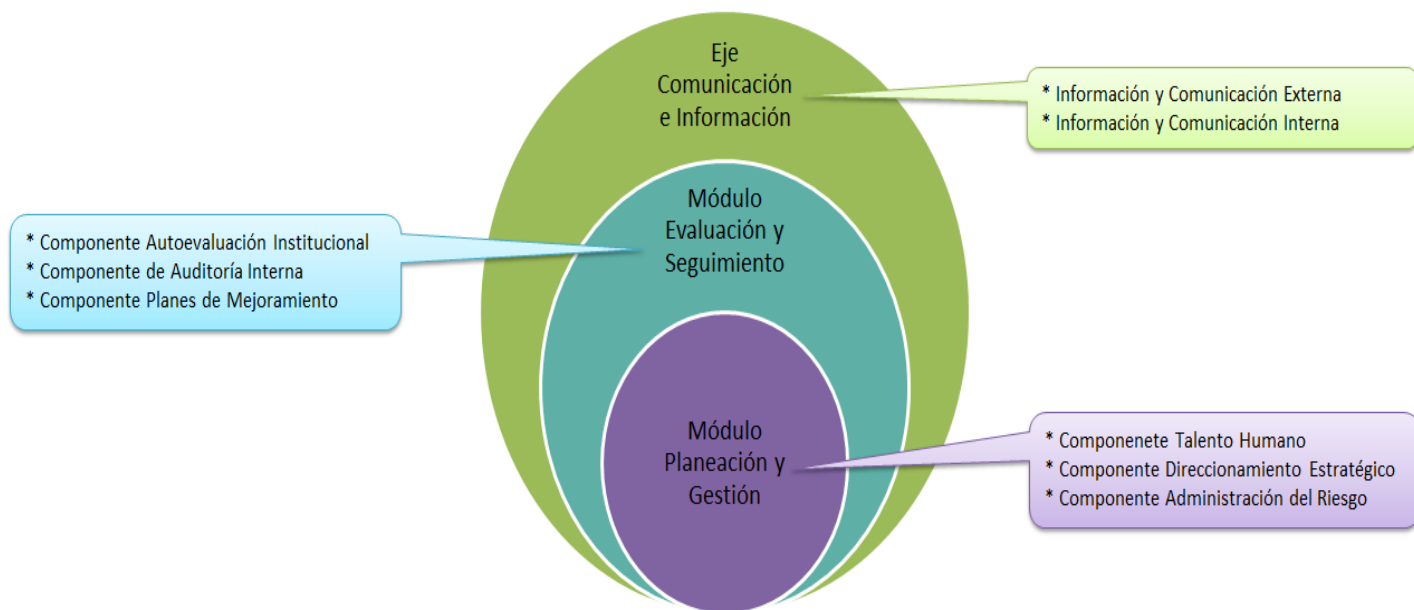 Eje
Comunicación
e Información
* Información y Comunicación Externa
* Información y Comunicación Interna
Módulo
Evaluación y
Seguimiento
* Componente Autoevaluación Institucional
* Componente de Auditoría Interna
* Componente Planes de Mejoramiento
Módulo
Planeación y
Gestión
* Componenete Talento Humano
* Componente Direccionamiento Estratégico
* Componente Administración del Riesgo